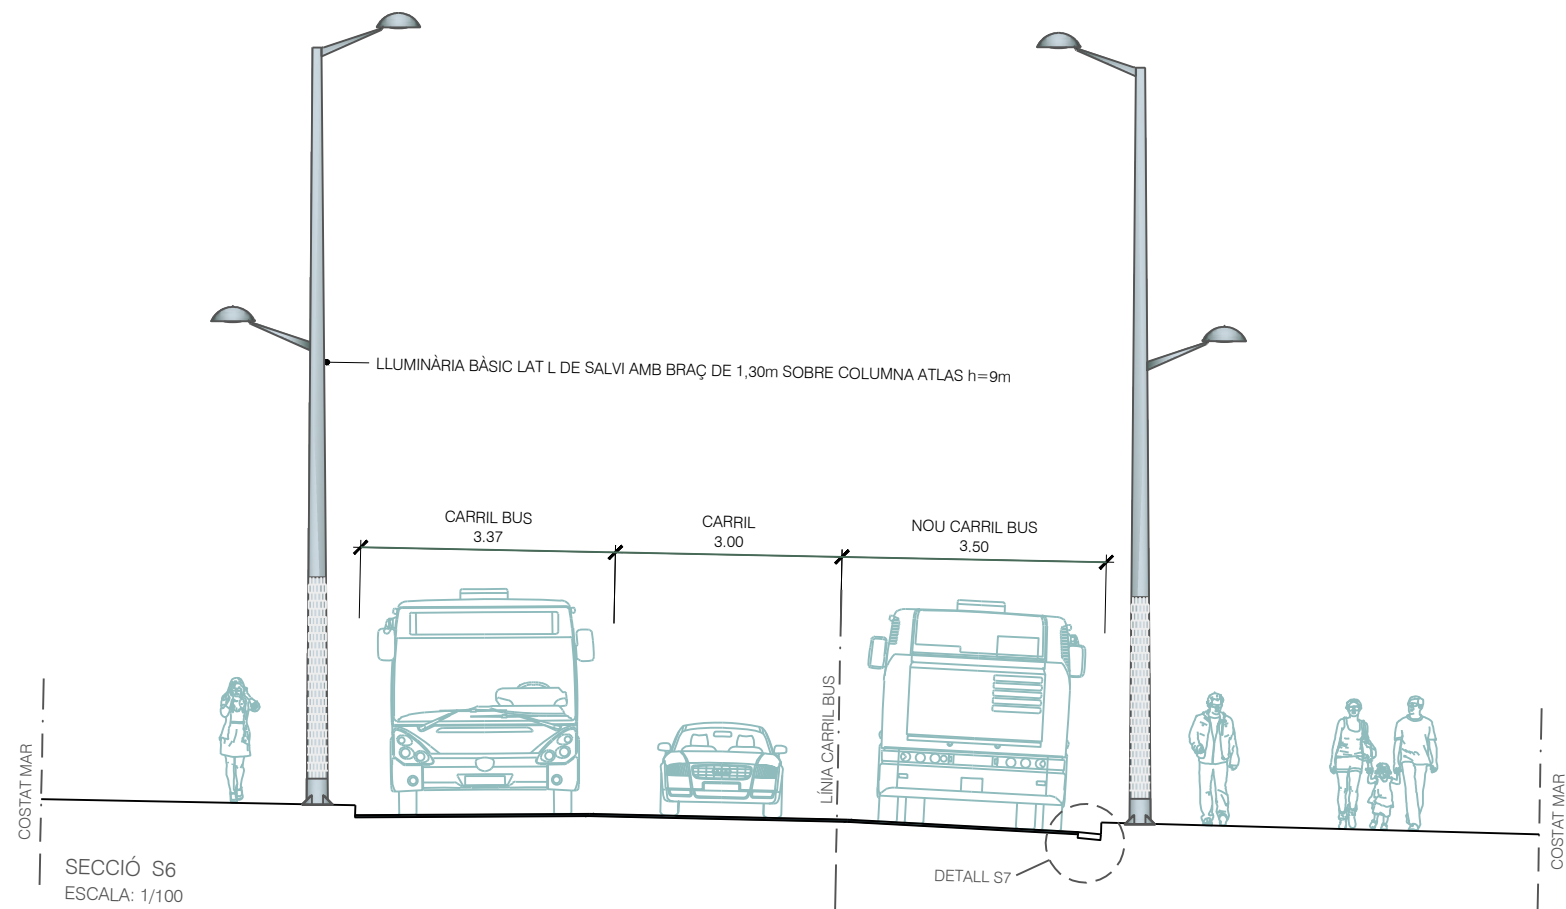 LLUMINÀRIA BÀSIC LAT L DE SALVI AMB BRAÇ DE 1,30m SOBRE COLUMNA ATLAS h=9m
CARRIL BUS
3.37
CARRIL
3.00
NOU CARRIL BUS
3.50
COSTAT MAR
LÍNIA CARRIL BUS
COSTAT MAR
DETALL S7
SECCIÓ S6
ESCALA: 1/100